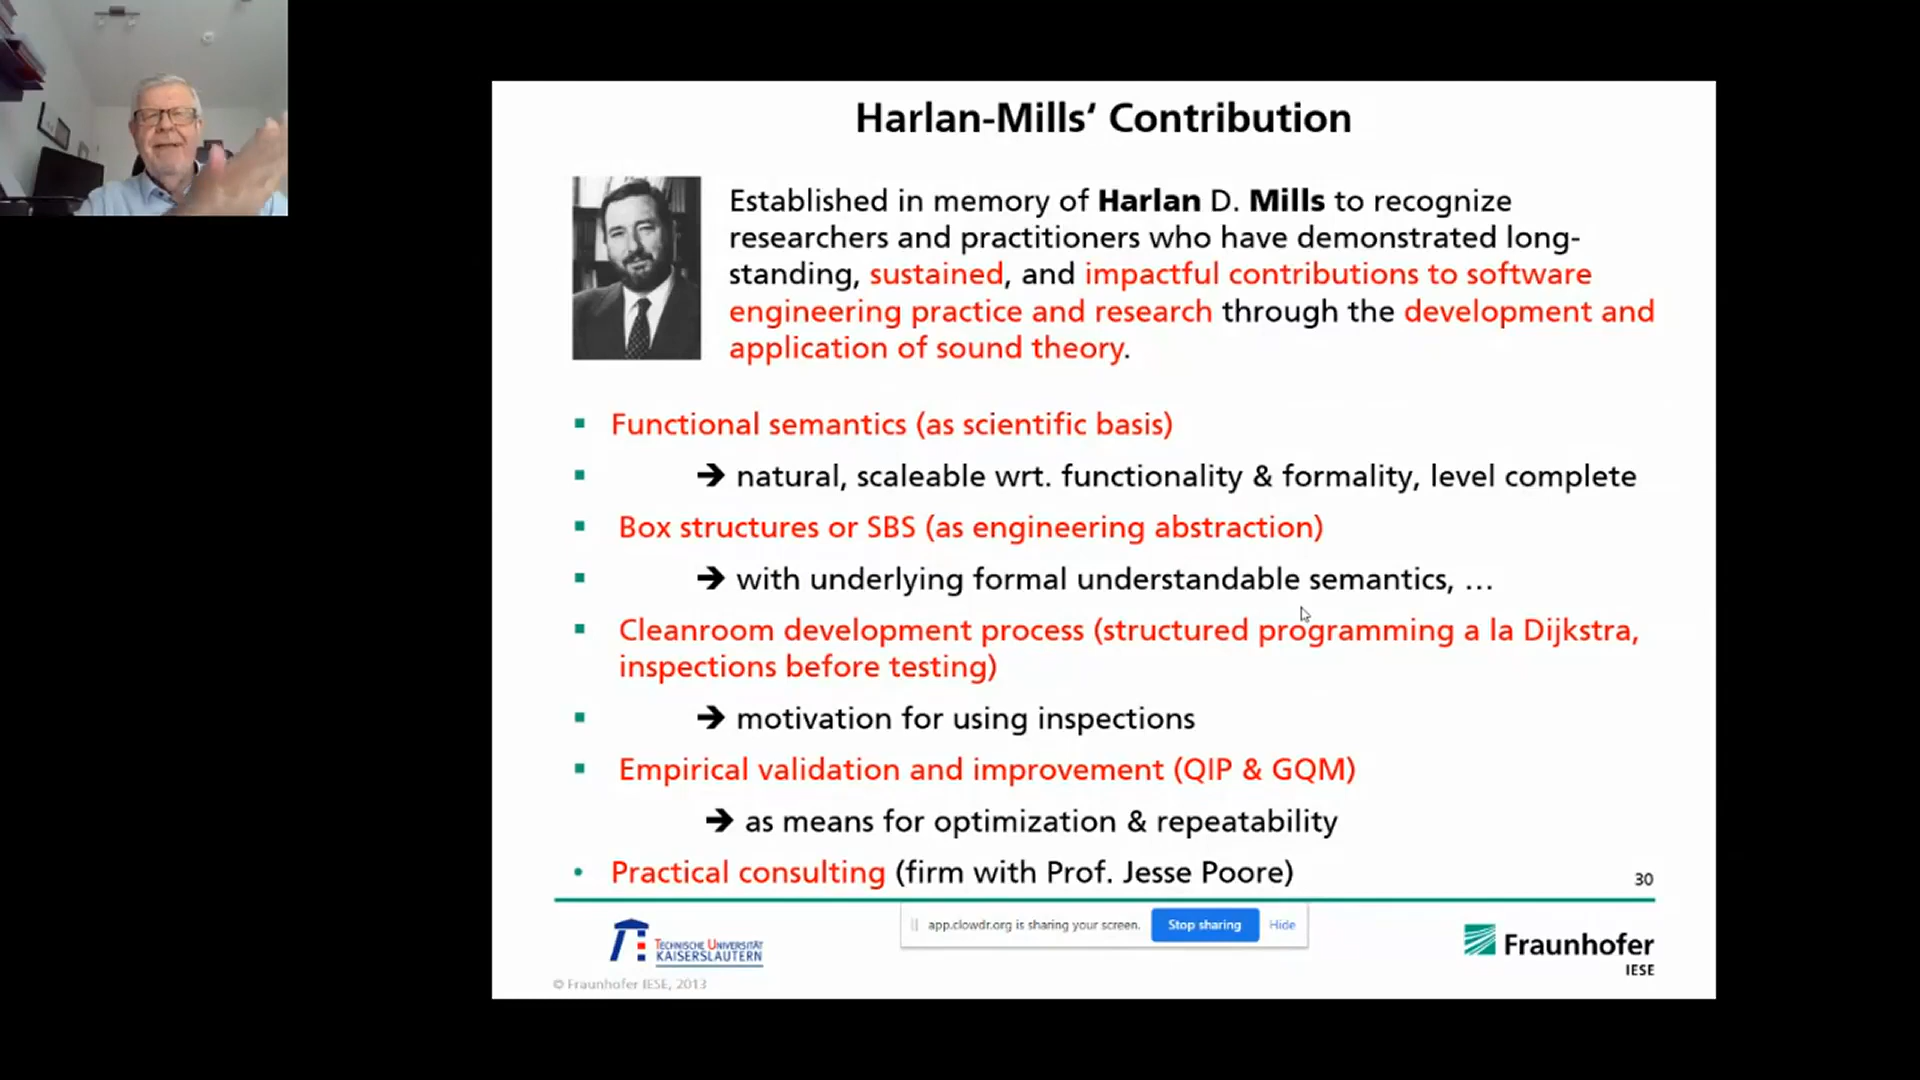 Harlan-Mills‘ Contribution
Established in memory of Harlan D. Mills to recognize
researchers and practitioners who have demonstrated long-
standing, sustained, and impactful contributions to software
engineering practice and research through the development and
application of sound theory.
▪ Functional semantics (as scientific basis)
▪ ➔ natural, scaleable wrt. functionality & formality, level complete
▪ Box structures or SBS (as engineering abstraction)
▪ ➔ with underlying formal understandable semantics, …
▪ Cleanroom development process (structured programming a la Dijkstra,
inspections before testing)
▪ ➔ motivation for using inspections
▪ Empirical validation and improvement (QIP & GQM)
➔ as means for optimization & repeatability
• Practical consulting (firm with Prof. Jesse Poore)
30
app.clowdr.org is sharing your screen. Stop sharing Hide
TECHNISCHE UNIVERSITÄT
KAISERSLAUTERN
Fraunhofer
IESE
© Fraunhofer IESE, 2013